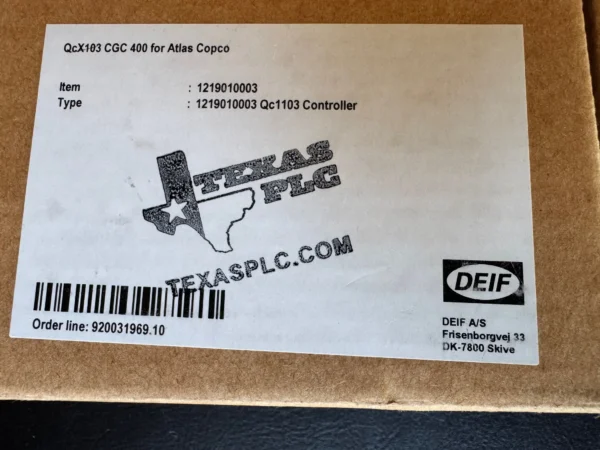 QcX103 CGC 400 for Atlas Copco
Item : 1219010003
Type : 1219010003 Qc1103 Controller
TEXAS
PLC
TEXASPLC.COM
Order line: 920031969.10
DEIF
DEIF A/S
Frisenborgvej 33
DK-7800 Skive